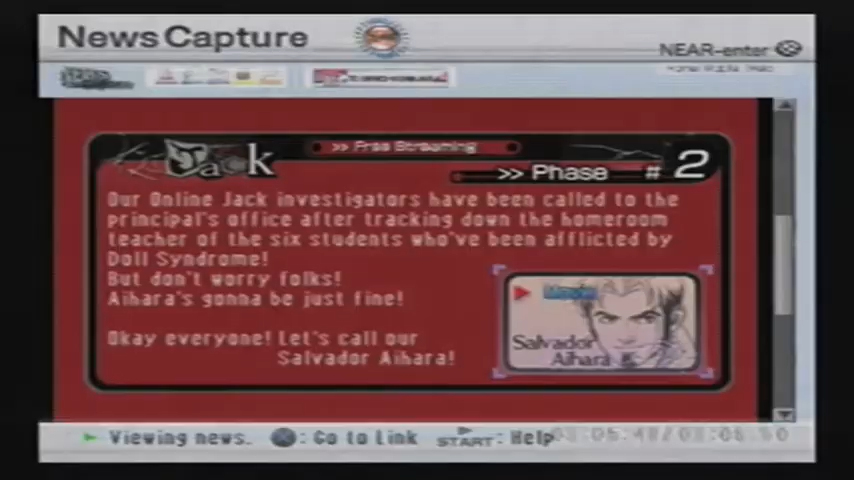 News Capture
NEAR-enter
Jack
>> Free Streaming
>> Phase # 2
Our Online Jack investigators have been called to the
principal's office after tracking down the homeroom
teacher of the six students who've been afflicted by
Doll Syndrome!
But don't worry folks!
Aihara's gonna be just fine!
Okay everyone! Let's call our
Salvador Aihara!
Movie
Salvador
Aihara
Viewing news.
: Go to Link
START : Help